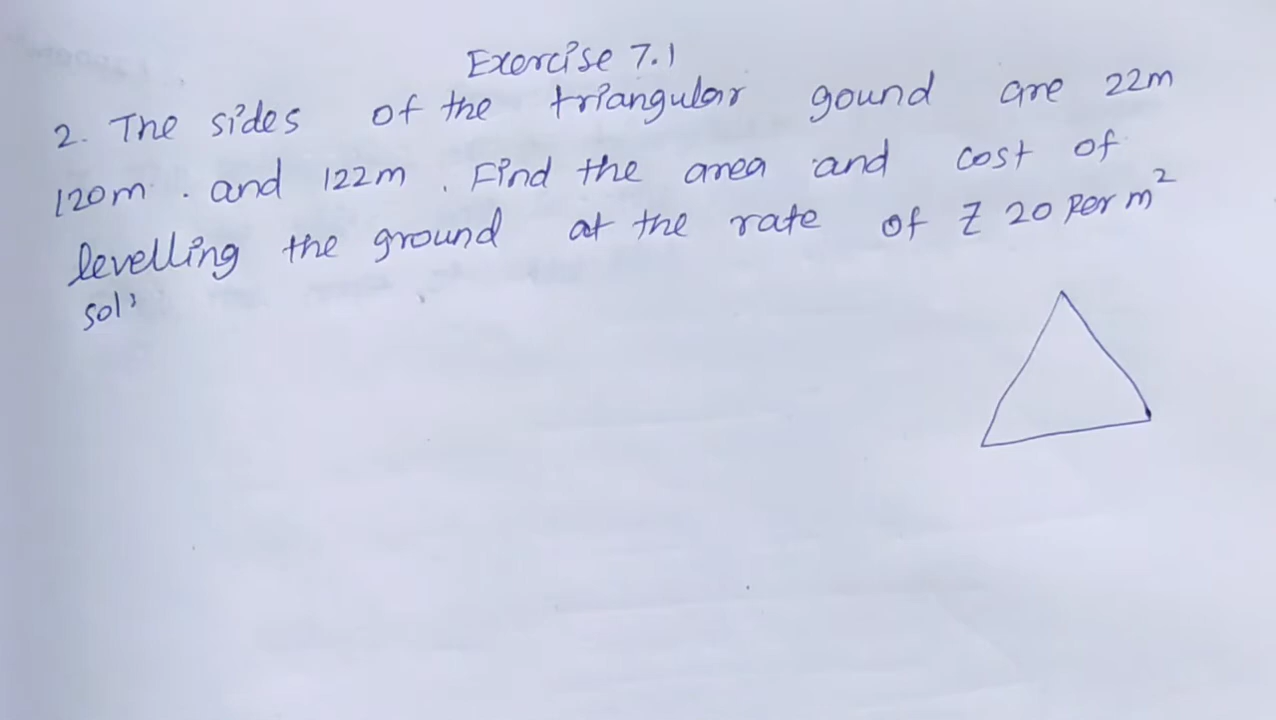 Exercise 7.1
2. The sides of the triangular gound are 22m
120m . and 122m . Find the area and cost of
levelling the ground at the rate of ₹ 20 per m²
sol: